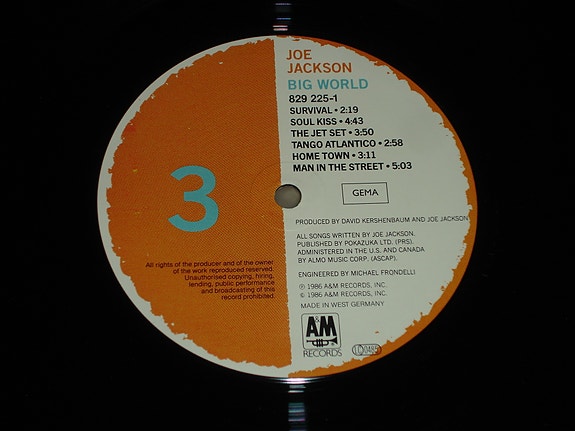 JOE
JACKSON
BIG WORLD
829 225-1
SURVIVAL • 2:19
SOUL KISS • 4:43
THE JET SET • 3:50
TANGO ATLANTICO • 2:58
HOME TOWN • 3:11
MAN IN THE STREET • 5:03
3
GEMA
PRODUCED BY DAVID KERSHENBAUM AND JOE JACKSON
ALL SONGS WRITTEN BY JOE JACKSON.
PUBLISHED BY POKAZUKA LTD. (PRS).
ADMINISTERED IN THE U.S. AND CANADA
BY ALMO MUSIC CORP. (ASCAP).
ENGINEERED BY MICHAEL FRONDELLI
℗ 1986 A&M RECORDS, INC.
© 1986 A&M RECORDS, INC.
MADE IN WEST GERMANY
All rights of the producer and of the owner
of the work reproduced reserved.
Unauthorised copying, hiring,
lending, public performance
and broadcasting of this
record prohibited.
A&M
RECORDS